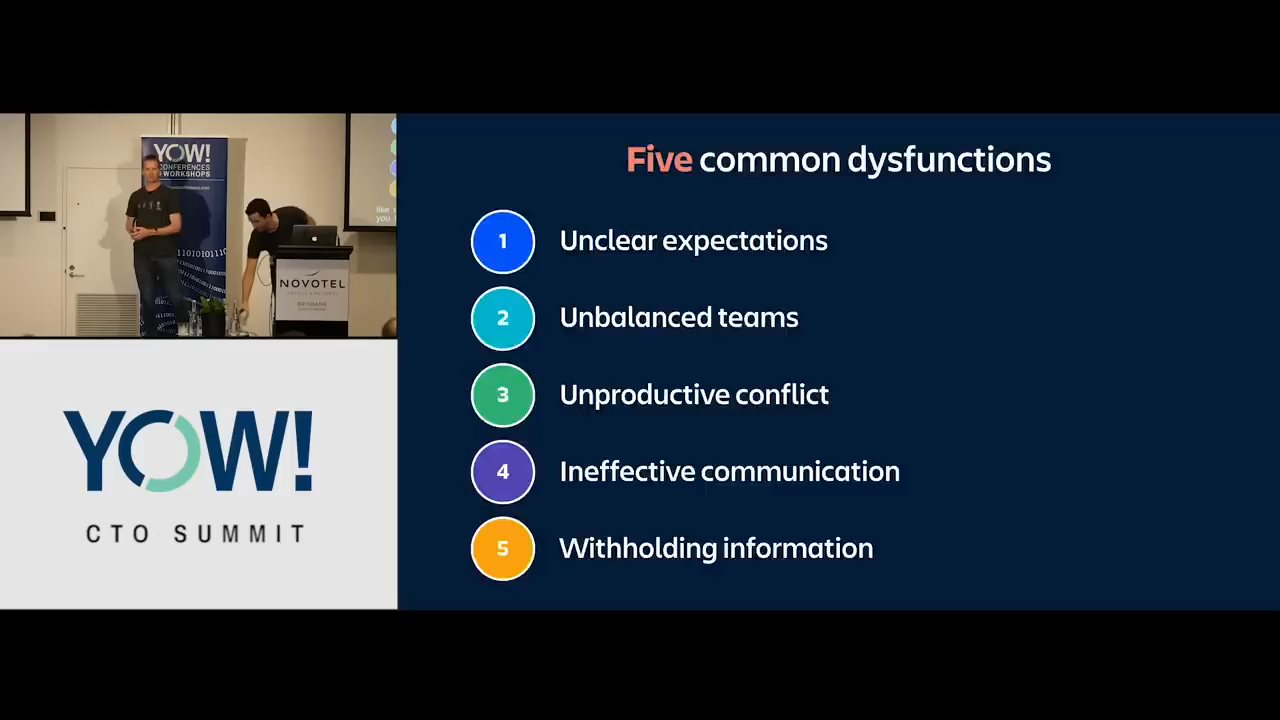 YOW!
CONFERENCES
& WORKSHOPS
NOVOTEL
BRISBANE
Five common dysfunctions
1 Unclear expectations
2 Unbalanced teams
3 Unproductive conflict
4 Ineffective communication
5 Withholding information
YOW!
CTO SUMMIT